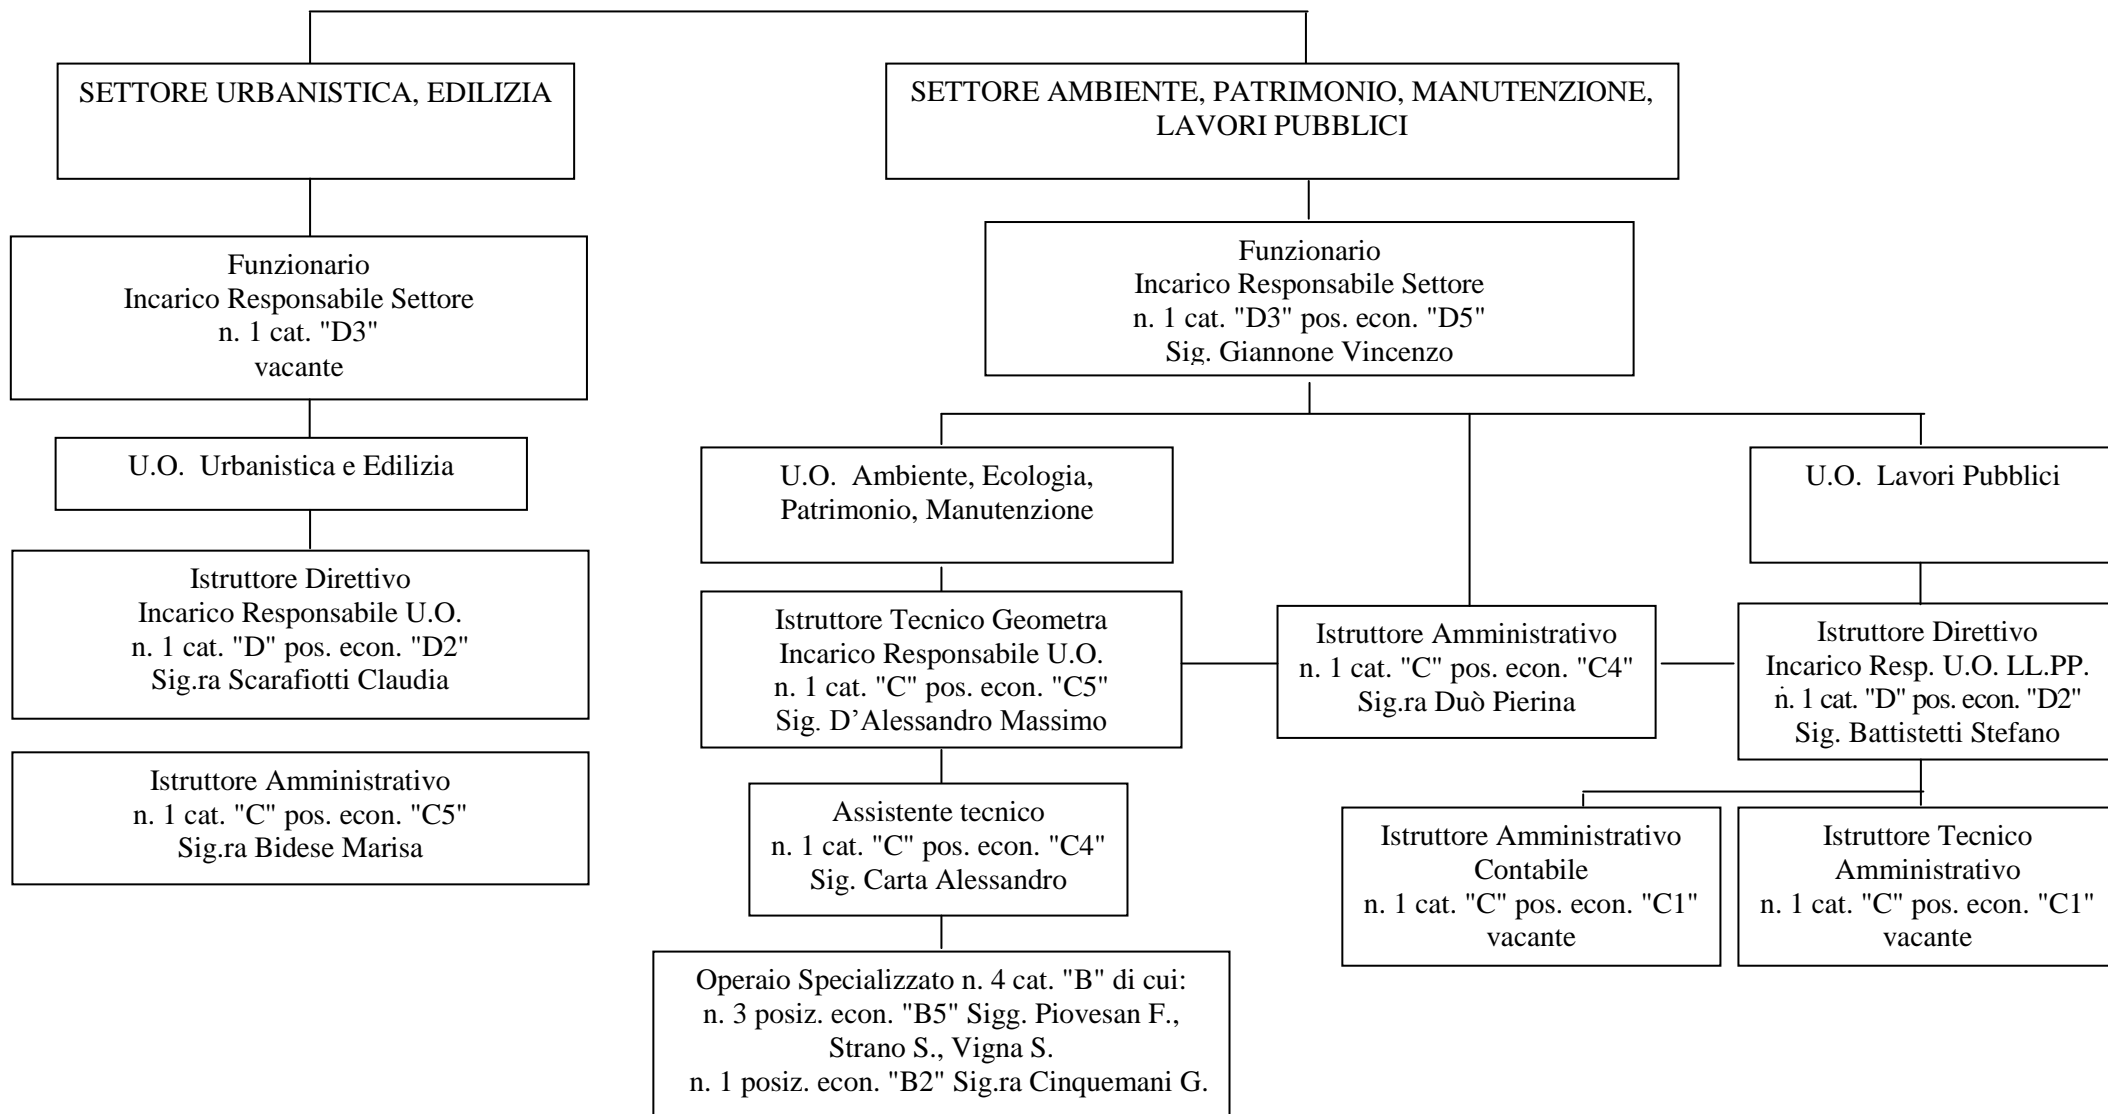 SETTORE URBANISTICA, EDILIZIA
SETTORE AMBIENTE, PATRIMONIO, MANUTENZIONE,
LAVORI PUBBLICI
Funzionario
Incarico Responsabile Settore
n. 1 cat. "D3"
vacante
Funzionario
Incarico Responsabile Settore
n. 1 cat. "D3" pos. econ. "D5"
Sig. Giannone Vincenzo
U.O. Urbanistica e Edilizia
U.O. Ambiente, Ecologia,
Patrimonio, Manutenzione
U.O. Lavori Pubblici
Istruttore Direttivo
Incarico Responsabile U.O.
n. 1 cat. "D" pos. econ. "D2"
Sig.ra Scarafiotti Claudia
Istruttore Tecnico Geometra
Incarico Responsabile U.O.
n. 1 cat. "C" pos. econ. "C5"
Sig. D’Alessandro Massimo
Istruttore Amministrativo
n. 1 cat. "C" pos. econ. "C4"
Sig.ra Duò Pierina
Istruttore Direttivo
Incarico Resp. U.O. LL.PP.
n. 1 cat. "D" pos. econ. "D2"
Sig. Battistetti Stefano
Istruttore Amministrativo
n. 1 cat. "C" pos. econ. "C5"
Sig.ra Bidese Marisa
Assistente tecnico
n. 1 cat. "C" pos. econ. "C4"
Sig. Carta Alessandro
Istruttore Amministrativo
Contabile
n. 1 cat. "C" pos. econ. "C1"
vacante
Istruttore Tecnico
Amministrativo
n. 1 cat. "C" pos. econ. "C1"
vacante
Operaio Specializzato n. 4 cat. "B" di cui:
n. 3 posiz. econ. "B5" Sigg. Piovesan F.,
Strano S., Vigna S.
n. 1 posiz. econ. "B2" Sig.ra Cinquemani G.